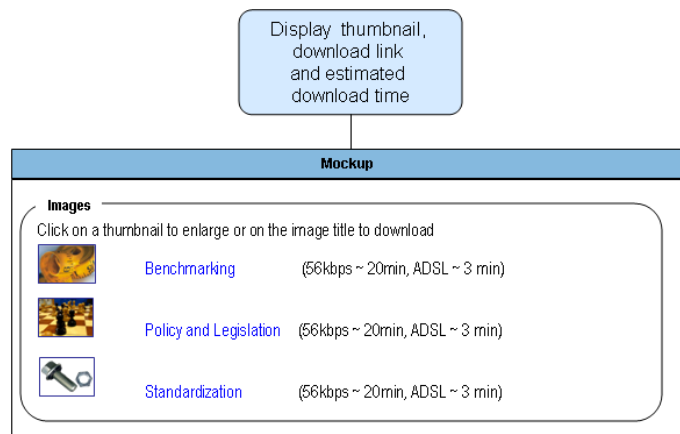 Display thumbnail,
download link
and estimated
download time
Mockup
Images
Click on a thumbnail to enlarge or on the image title to download
Benchmarking (56kbps ~ 20min, ADSL ~ 3 min)
Policy and Legislation (56kbps ~ 20min, ADSL ~ 3 min)
Standardization (56kbps ~ 20min, ADSL ~ 3 min)